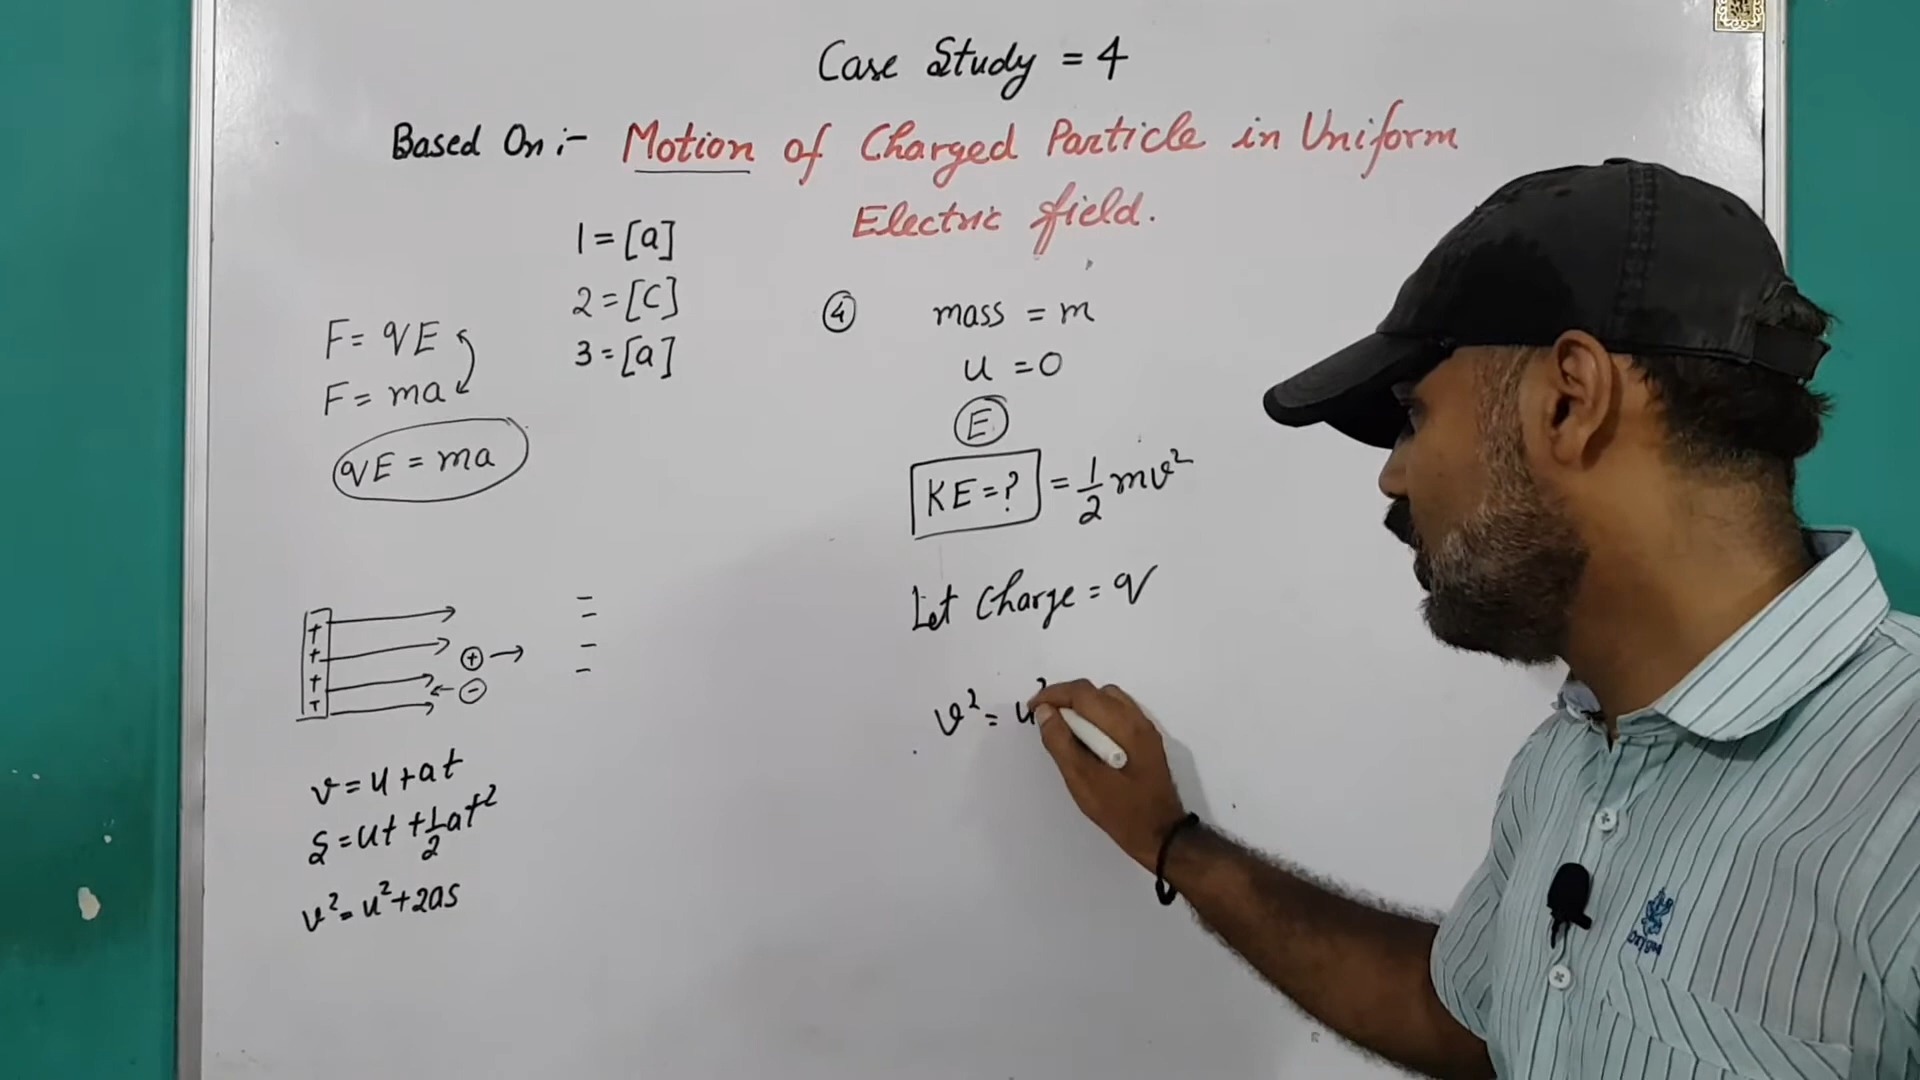 Case Study = 4
Based On :- Motion of Charged Particle in Uniform
Electric field.
1 = [a]
2 = [c]
3 = [a]
F = qE
F = ma
qE = ma
+
+
+
+
+ →
-
-
-
-
-
v = u + at
S = ut + 1/2 at²
v² = u² + 2as
④ mass = m
u = 0
E
KE = ? = 1/2 mv²
Let Charge = q
v² = u²